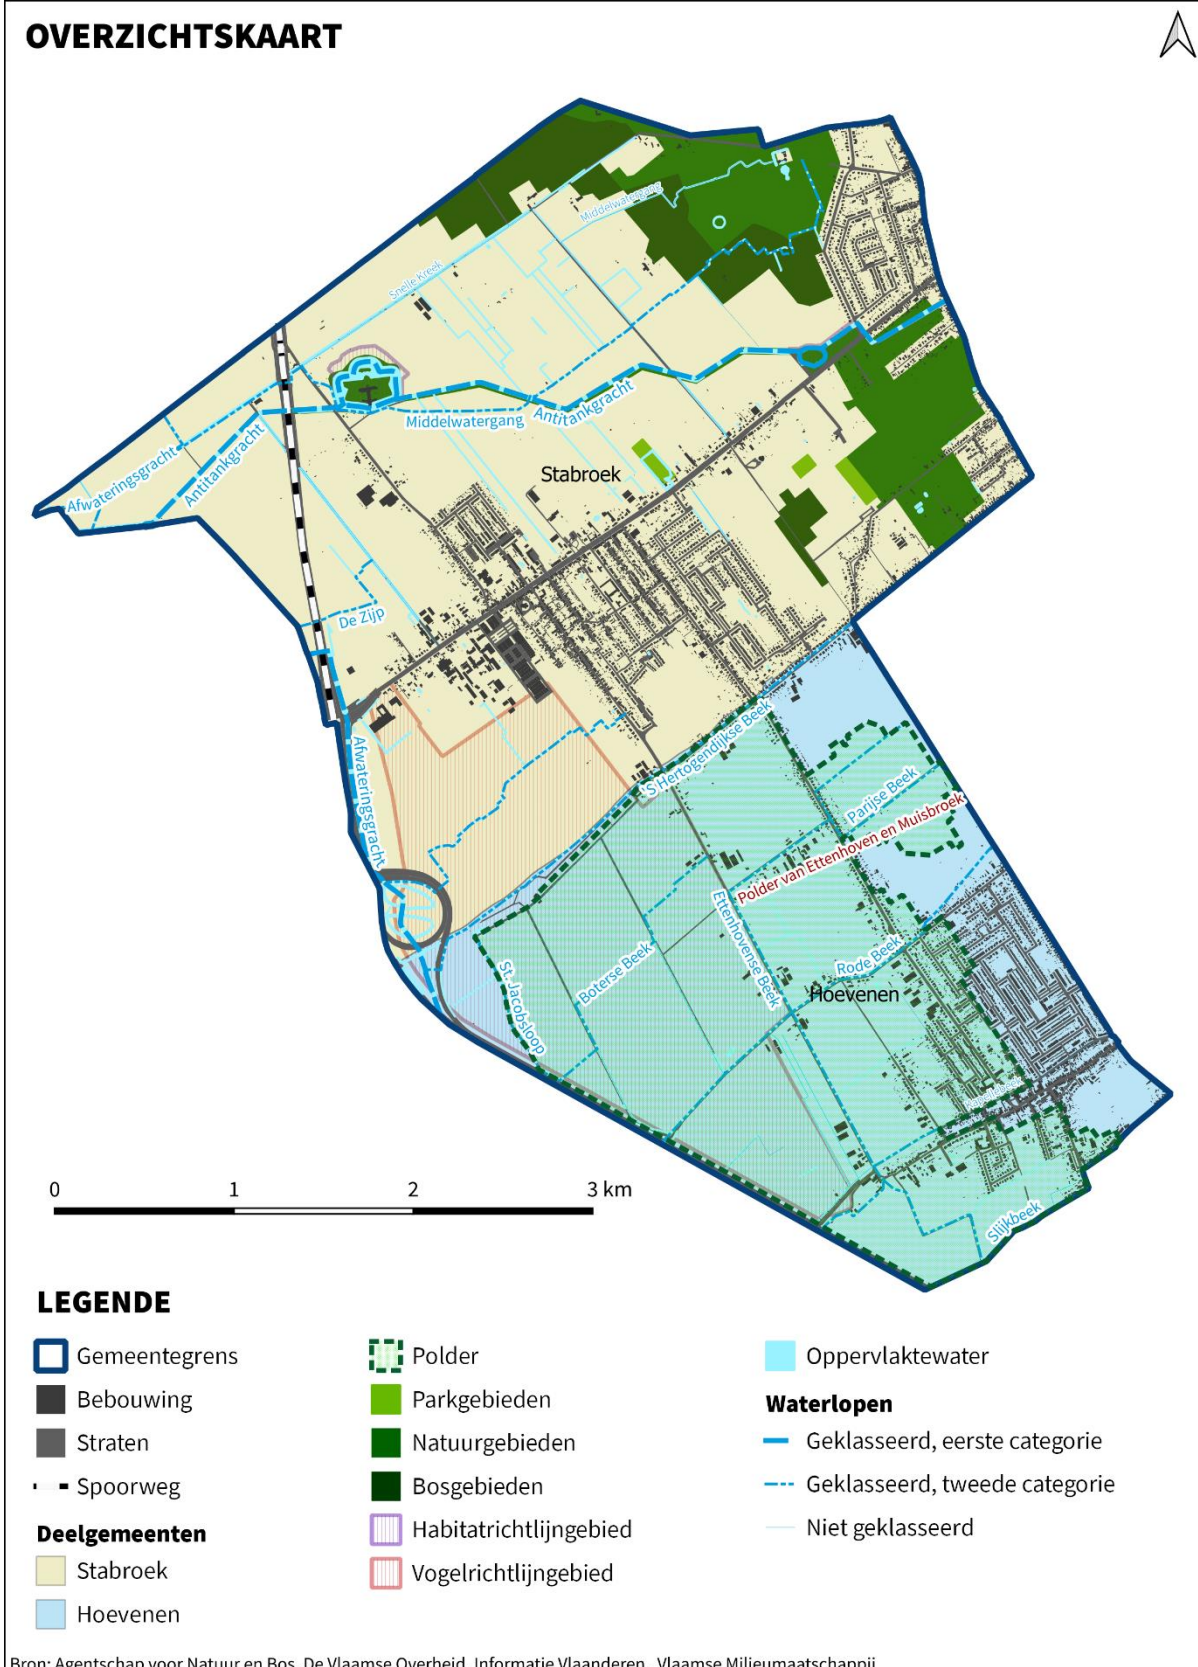 OVERZICHTSKAART
Middelwatergang
Snelle Kreek
Middelwatergang
Antitankgracht
Afwateringsgracht
Antitankgracht
Stabroek
De Zijp
'S Hertogendijkse Beek
Afwateringsgracht
Parijse Beek
Polder van Ettenhoven en Muisbroek
Ettenhovense Beek
Rode Beek
Boterse Beek
St. Jacobsloop
Hoevenen
Slijkbeek
0 1 2 3 km
LEGENDE
Gemeentegrens
Bebouwing
Straten
Spoorweg
Deelgemeenten
Stabroek
Hoevenen
Polder
Parkgebieden
Natuurgebieden
Bosgebieden
Habitatrichtlijngebied
Vogelrichtlijngebied
Oppervlaktewater
Waterlopen
Geklasseerd, eerste categorie
Geklasseerd, tweede categorie
Niet geklasseerd
Bron: Agentschap voor Natuur en Bos, De Vlaamse Overheid, Informatie Vlaanderen, Vlaamse Milieumaatschappij